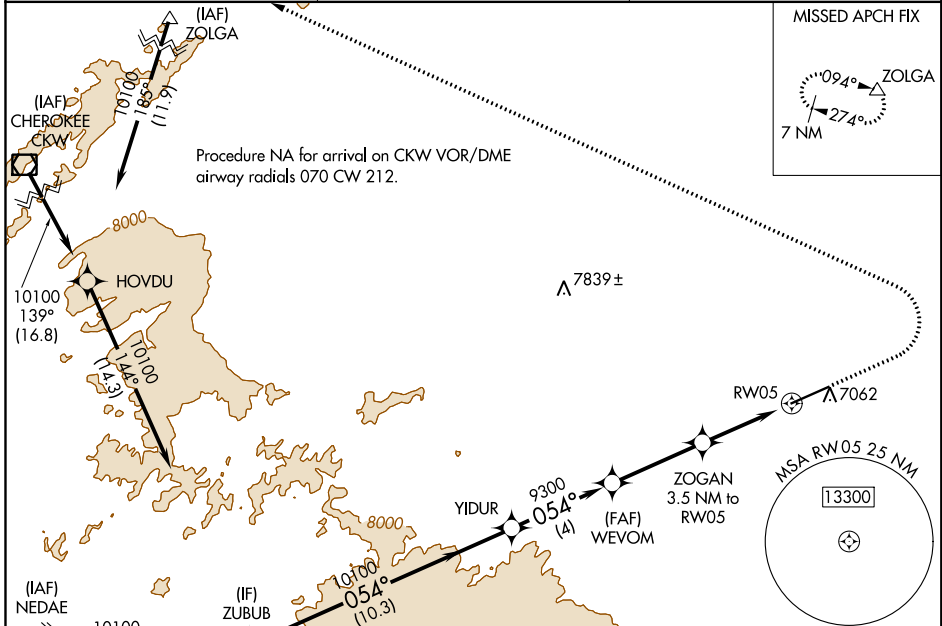 (IAF)
ZOLGA
10100
185°
(11.9)
(IAF)
CHEROKEE
CKW
Procedure NA for arrival on CKW VOR/DME
airway radials 070 CW 212.
MISSED APCH FIX
094°
ZOLGA
274°
7 NM
8000
HOVDU
10100
139°
(16.8)
10100
144°
(14.3)
7839±
RW05
7062
ZOGAN
3.5 NM to
RW05
YIDUR
9300
054°
(4)
(FAF)
WEVOM
MSA RW05 25 NM
13300
8000
10100
054°
(10.3)
(IAF)
NEDAE
(IF)
ZUBUB
10100